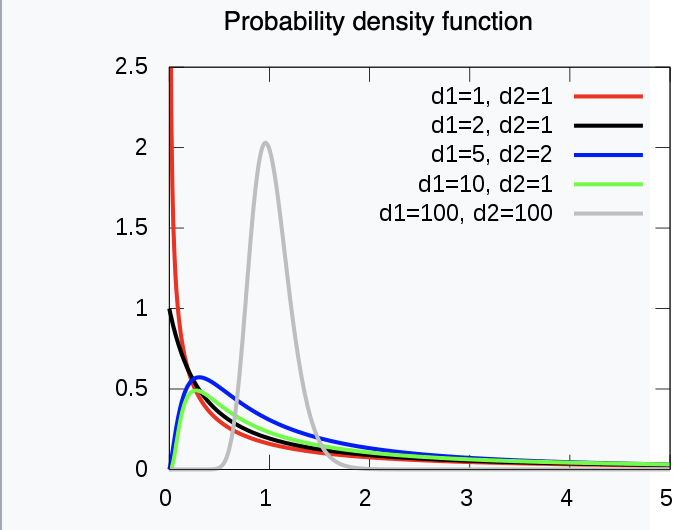 Probability density function
2.5
2
1.5
1
0.5
0
d1=1, d2=1
d1=2, d2=1
d1=5, d2=2
d1=10, d2=1
d1=100, d2=100
0 1 2 3 4 5